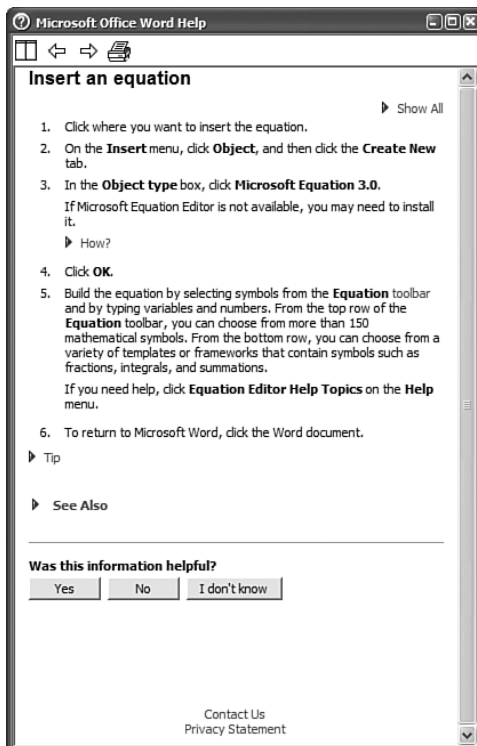 Microsoft Office Word Help
Insert an equation
Show All
1. Click where you want to insert the equation.
2. On the Insert menu, click Object, and then click the Create New
tab.
3. In the Object type box, click Microsoft Equation 3.0.
If Microsoft Equation Editor is not available, you may need to install
it.
How?
4. Click OK.
5. Build the equation by selecting symbols from the Equation toolbar
and by typing variables and numbers. From the top row of the
Equation toolbar, you can choose from more than 150
mathematical symbols. From the bottom row, you can choose from a
variety of templates or frameworks that contain symbols such as
fractions, integrals, and summations.
If you need help, click Equation Editor Help Topics on the Help
menu.
6. To return to Microsoft Word, click the Word document.
Tip
See Also
Was this information helpful?
Yes No I don't know
Contact Us
Privacy Statement